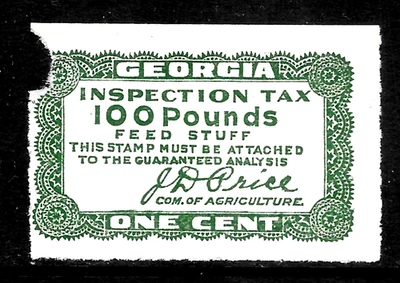 GEORGIA
INSPECTION TAX
100 Pounds
FEED STUFF
THIS STAMP MUST BE ATTACHED
TO THE GUARANTEED ANALYSIS
J D Price
COM. OF AGRICULTURE.
ONE CENT